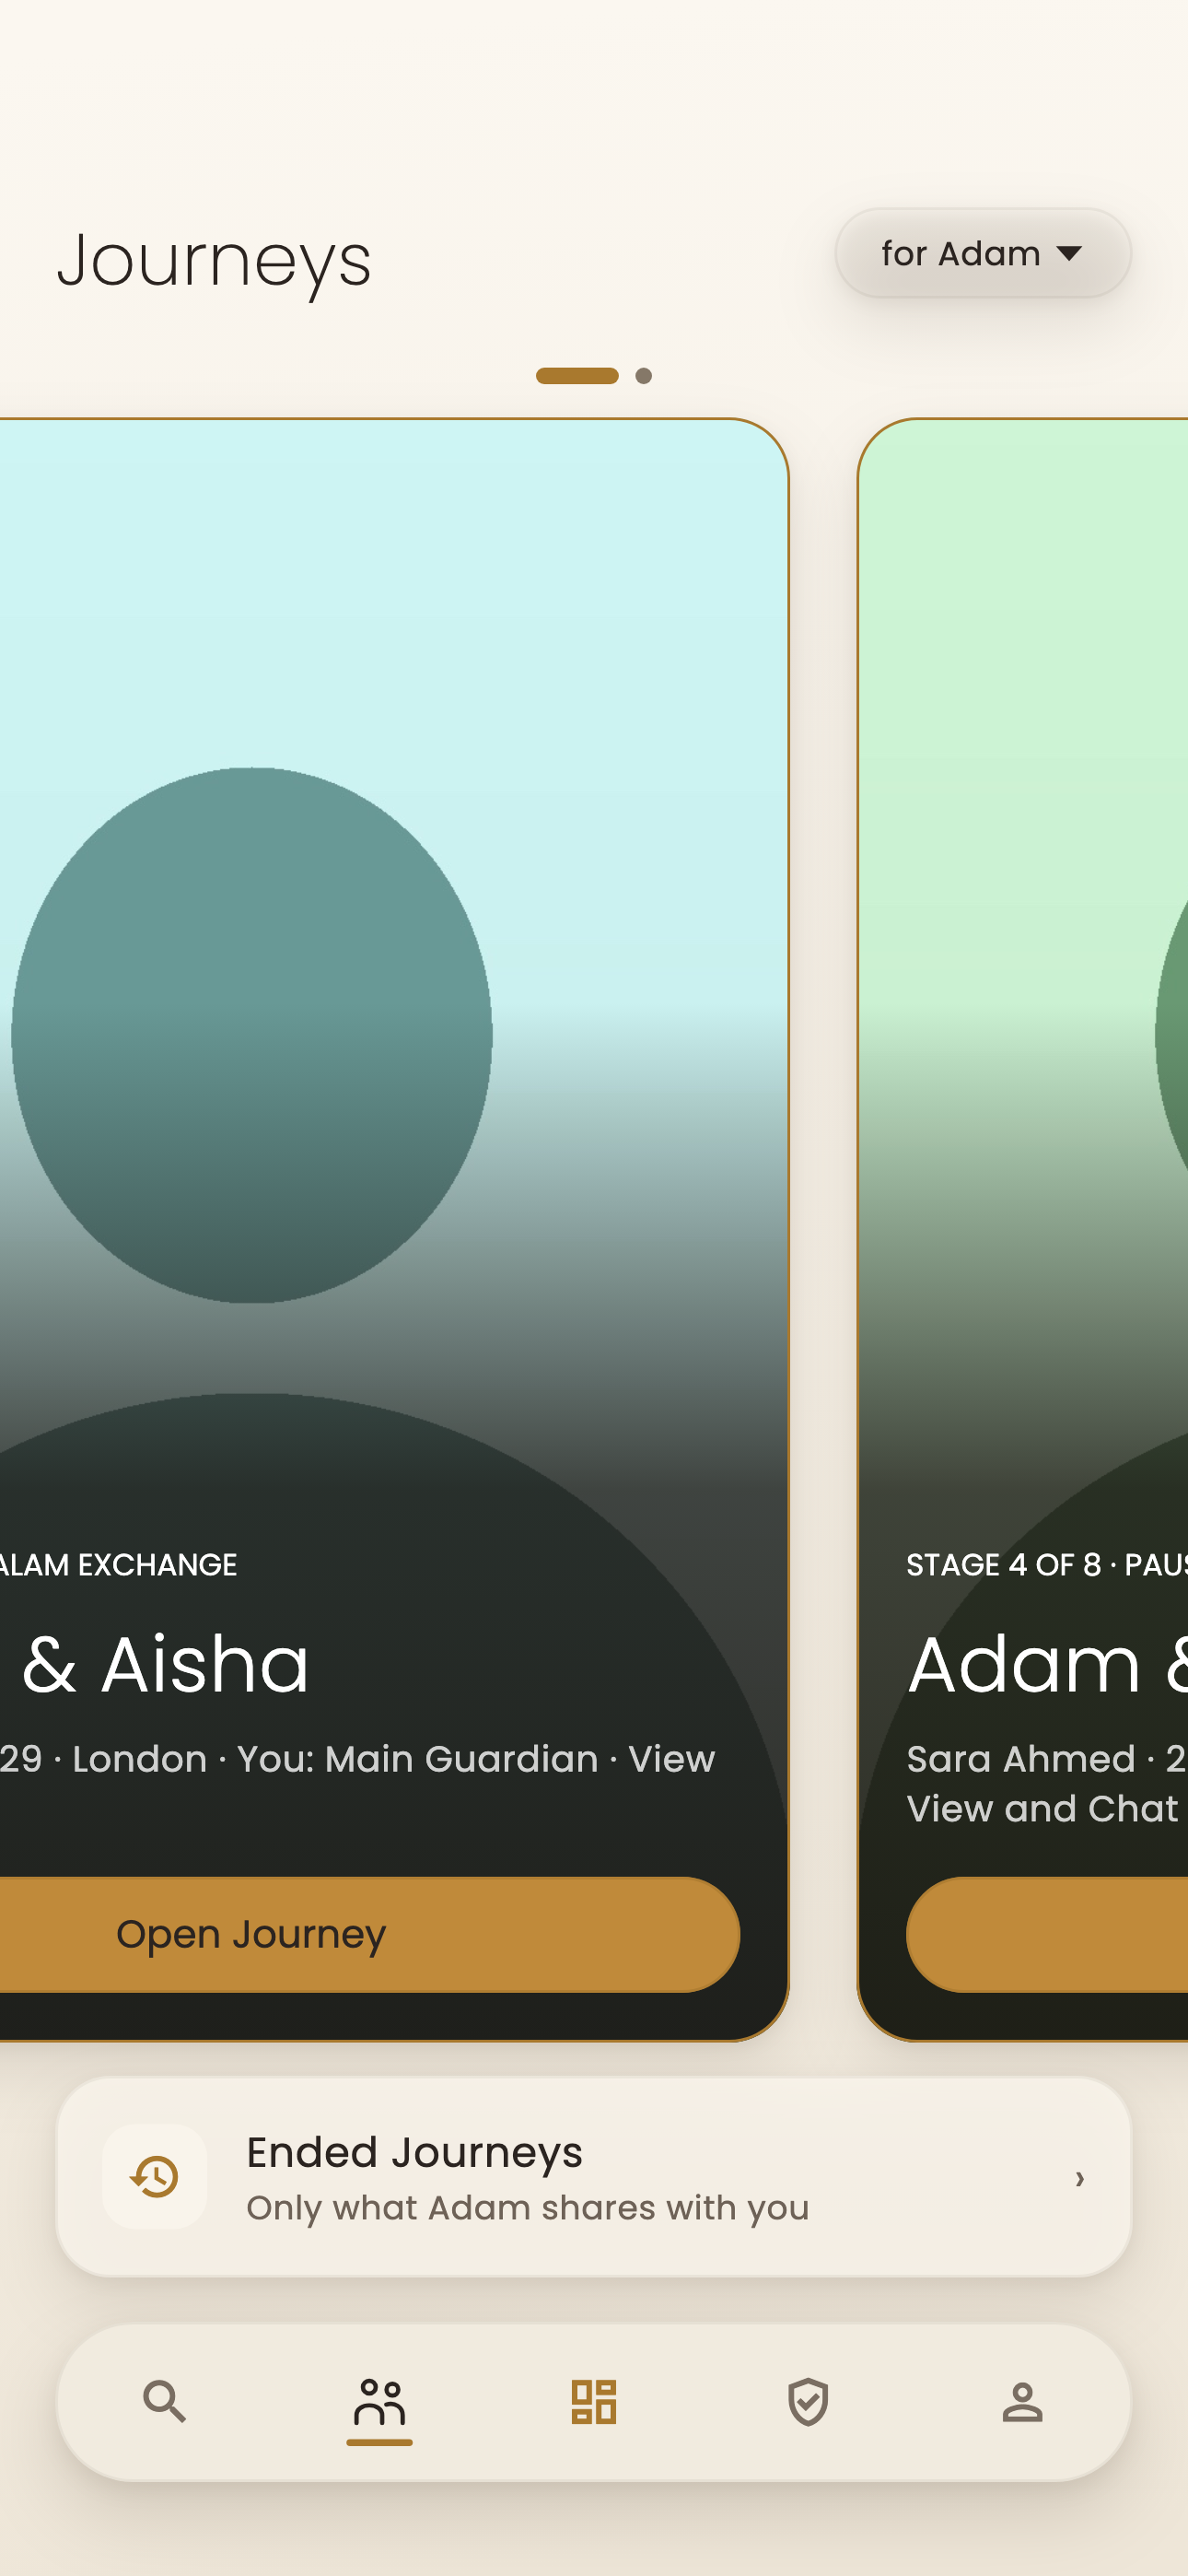 Journeys
for Adam
ALAM EXCHANGE
& Aisha
29 · London · You: Main Guardian · View
Open Journey
STAGE 4 OF 8 · PAUS
Adam &
Sara Ahmed · 2
View and Chat
Ended Journeys
Only what Adam shares with you